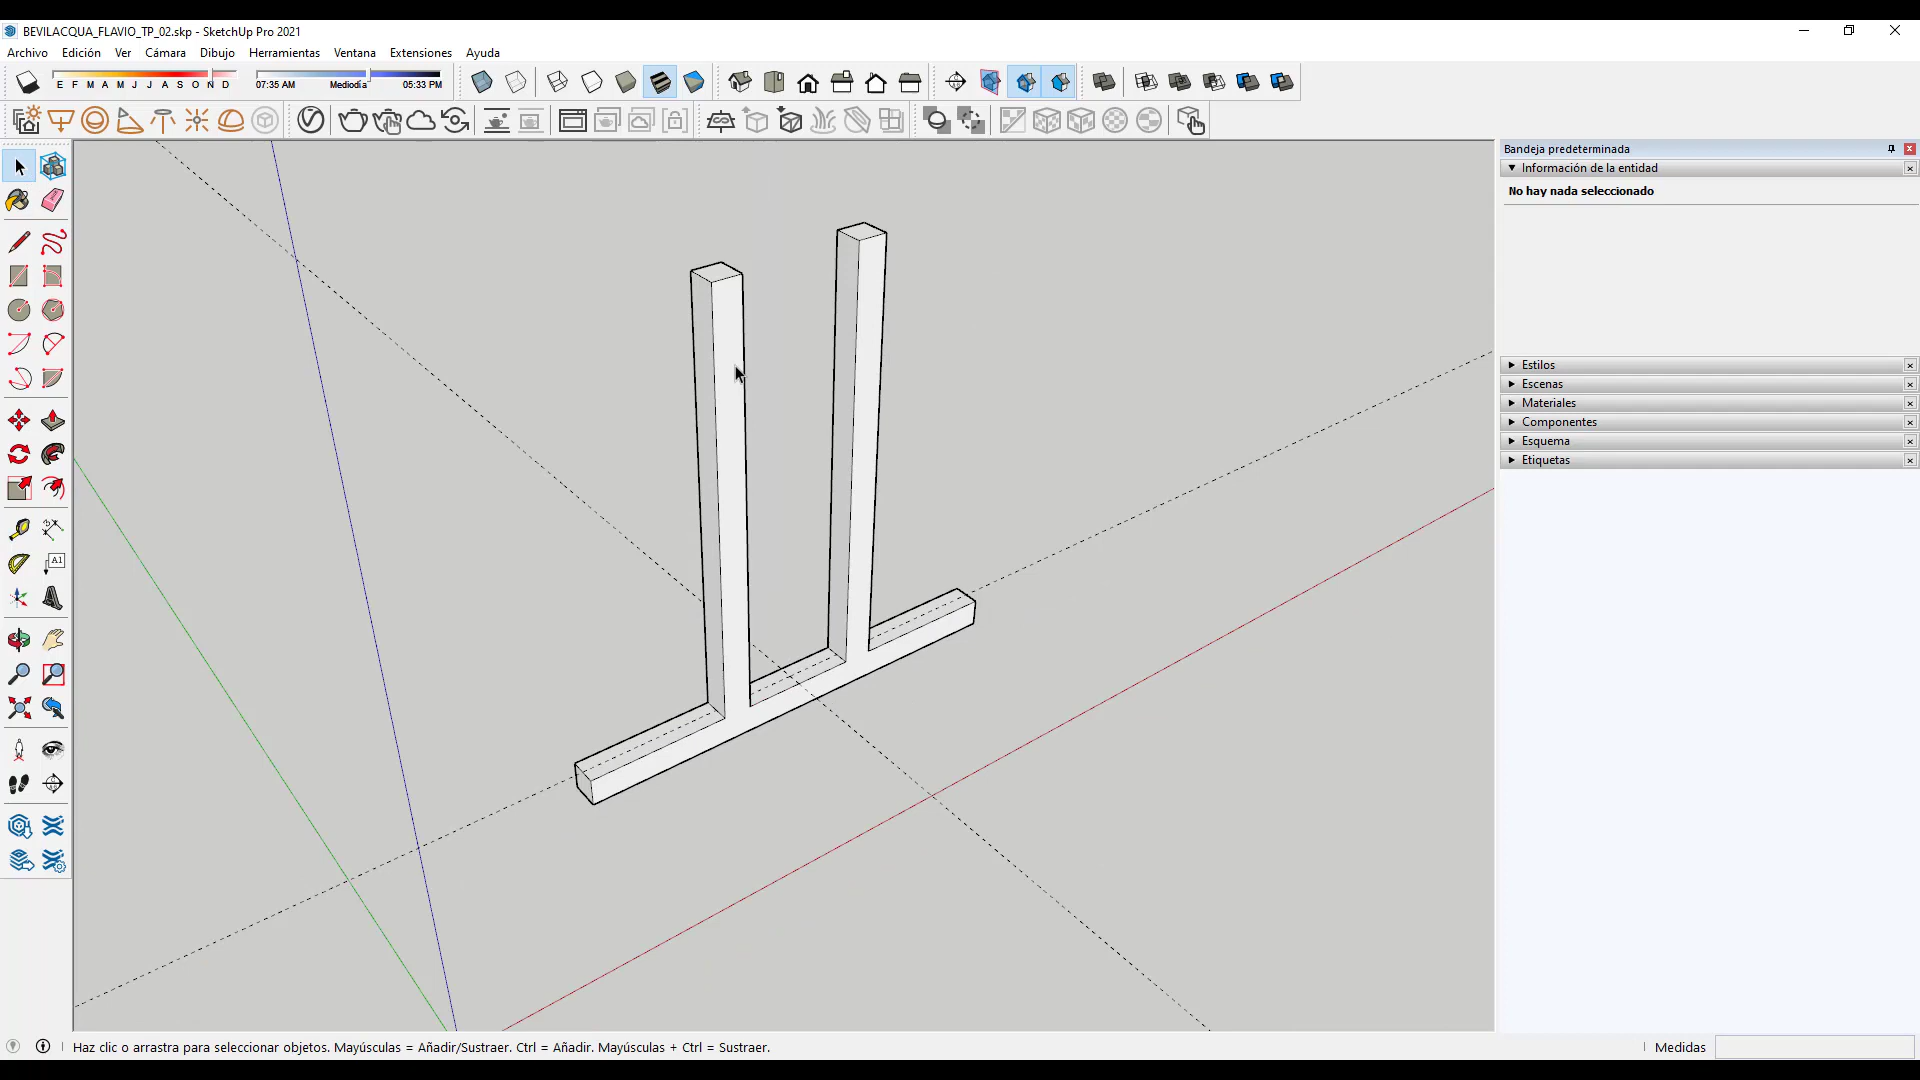 BEVILACQUA_FLAVIO_TP_02.skp - SketchUp Pro 2021
Archivo Edición Ver Cámara Dibujo Herramientas Ventana Extensiones Ayuda
E F M A M J J A S O N D 07:35 AM Mediodía 05:33 PM
Bandeja predeterminada
Información de la entidad
No hay nada seleccionado
Estilos
Escenas
Materiales
Componentes
Esquema
Etiquetas
A1
Haz clic o arrastra para seleccionar objetos. Mayúsculas = Añadir/Sustraer. Ctrl = Añadir. Mayúsculas + Ctrl = Sustraer. Medidas